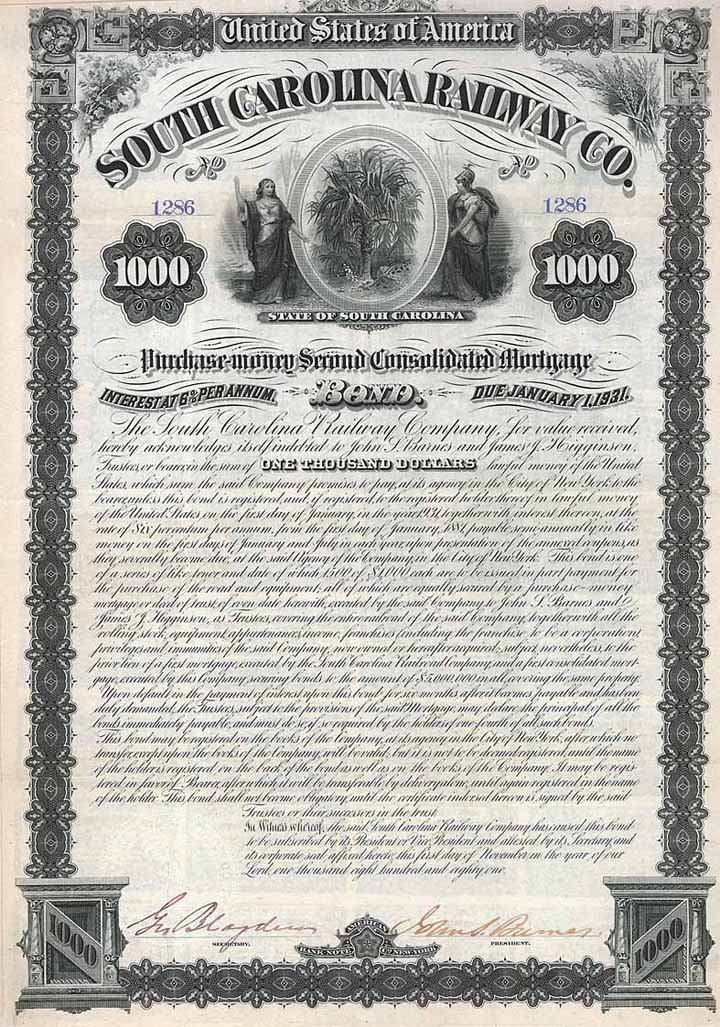 United States of America
SOUTH CAROLINA RAILWAY CO.
No 1286
No 1286
1000
1000
STATE OF SOUTH CAROLINA
Purchase-money Second Consolidated Mortgage
INTEREST AT 6% PER ANNUM.
BOND.
DUE JANUARY 1, 1931.
The South Carolina Railway Company, for value received,
hereby acknowledges itself indebted to John S. Barnes and James J. Higginson,
Trustees, or bearer, in the sum of ONE THOUSAND DOLLARS lawful money of the United
States, which sum the said Company promises to pay, at its agency in the City of New York to the
bearer, unless this bond is registered, and, if registered, to the registered holder thereof in lawful money
of the United States on the first day of January, in the year 1931, together with interest thereon, at the
rate of Six per centum per annum, from the first day of January, 1881, payable semi-annually in like
money on the first days of January and July, in each year, upon presentation of the annexed coupons, as
they severally become due, at the said Agency of the Company, in the City of New York. This bond is one
of a series of like tenor and date of which 1500 of $1,000 each are to be issued in part payment for
the purchase of the road and equipment, all of which are equally secured by a purchase-money
mortgage or deed of trust, of even date herewith, executed by the said Company to John S. Barnes and
James J. Higginson, as Trustees, covering the entire railroad of the said Company, together with all the
rolling stock, equipment, appurtenances, income, franchises (including the franchise to be a corporation)
privileges and immunities of the said Company, now owned or hereafter acquired; subject, nevertheless, to the
prior lien of a first mortgage, executed by the South Carolina Railroad Company, and a first consolidated mort-
gage, executed by this Company, securing bonds to the amount of $5,000,000 in all, covering the same property.
Upon default in the payment of interest upon this bond for six months after it becomes payable and has been
duly demanded, the Trustees, subject to the provisions of the said Mortgage, may declare the principal of all the
bonds immediately payable, and must do so, if so required by the holders of one fourth of all such bonds.
This bond may be registered on the books of the Company, at its agency in the City of New York, after which no
transfer, except upon the books of the Company, will be valid; but it is not to be deemed registered, until the name
of the holder is registered on the back of the bond as well as on the books of the Company. It may be regis-
tered in favor of Bearer, after which it will be transferable by delivery, or new, until again registered in the name
of the holder. This bond shall not become obligatory, until the certificate indorsed hereon is signed by the said
Trustees or their successors in the trust.
In Witness whereof, the said South Carolina Railway Company has caused this bond
to be subscribed by its President or Vice President and attested by its Secretary, and
its corporate seal affixed hereto, this first day of November in the year of our
Lord, one thousand eight hundred and eighty one.
SECRETARY.
AMERICAN
BANK NOTE CO. NEW YORK
John S. Barnes
PRESIDENT.
1000
1000